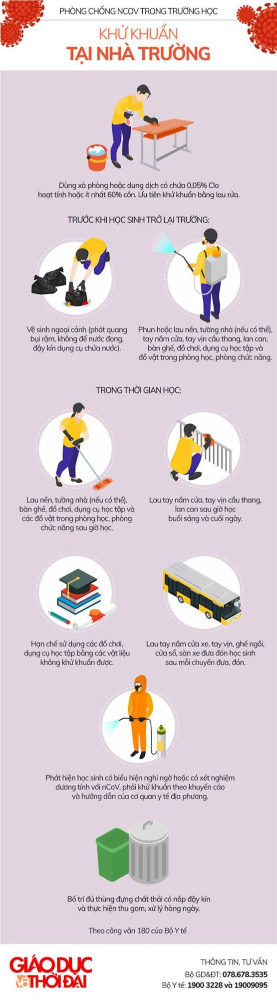 PHÒNG CHỐNG NCOV TRONG TRƯỜNG HỌC
KHỬ KHUẨN
TẠI NHÀ TRƯỜNG
Dùng xà phòng hoặc dung dịch có chứa 0,05% Clo
hoạt tính hoặc ít nhất 60% cồn. Ưu tiên khử khuẩn bằng lau rửa.
TRƯỚC KHI HỌC SINH TRỞ LẠI TRƯỜNG:
Vệ sinh ngoại cảnh (phát quang
bụi rậm, không để nước đọng,
đậy kín dụng cụ chứa nước).
Phun hoặc lau nền, tường nhà (nếu có thể),
tay nắm cửa, tay vịn cầu thang, lan can,
bàn ghế, đồ chơi, dụng cụ học tập và
đồ vật trong phòng học, phòng chức năng.
TRONG THỜI GIAN HỌC:
Lau nền, tường nhà (nếu có thể),
bàn ghế, đồ chơi, dụng cụ học tập và
các đồ vật trong phòng học, phòng
chức năng sau giờ học.
Lau tay nắm cửa, tay vịn cầu thang,
lan can sau giờ học
buổi sáng và cuối ngày.
Hạn chế sử dụng các đồ chơi,
dụng cụ học tập bằng các vật liệu
không khử khuẩn được.
Lau tay nắm cửa xe, tay vịn, ghế ngồi,
cửa sổ, sàn xe đưa đón học sinh
sau mỗi chuyến đưa, đón.
Phát hiện học sinh có biểu hiện nghi ngờ hoặc có xét nghiệm
dương tính với nCoV, phải khử khuẩn theo khuyến cáo
và hướng dẫn của cơ quan y tế địa phương.
Bố trí đủ thùng đựng chất thải có nắp đậy kín
và thực hiện thu gom, xử lý hàng ngày.
Theo công văn 180 của Bộ Y tế
GIÁO DỤC
và THỜI ĐẠI
THÔNG TIN, TƯ VẤN
Bộ GD&ĐT: 078.678.3535
Bộ Y tế: 1900 3228 và 19009095